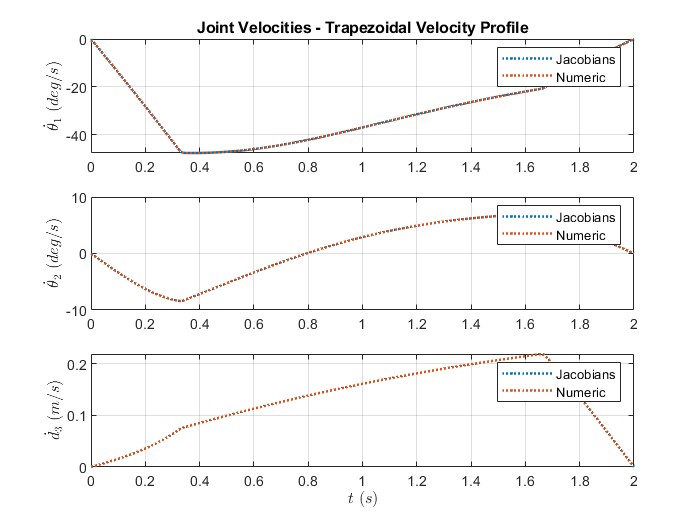 Joint Velocities - Trapezoidal Velocity Profile
0
-20
-40
θ̇₁ (deg/s)
Jacobians
Numeric
0 0.2 0.4 0.6 0.8 1 1.2 1.4 1.6 1.8 2
10
0
-10
θ̇₂ (deg/s)
Jacobians
Numeric
0 0.2 0.4 0.6 0.8 1 1.2 1.4 1.6 1.8 2
0.2
0.1
0
ḋ₃ (m/s)
Jacobians
Numeric
0 0.2 0.4 0.6 0.8 1 1.2 1.4 1.6 1.8 2
t (s)